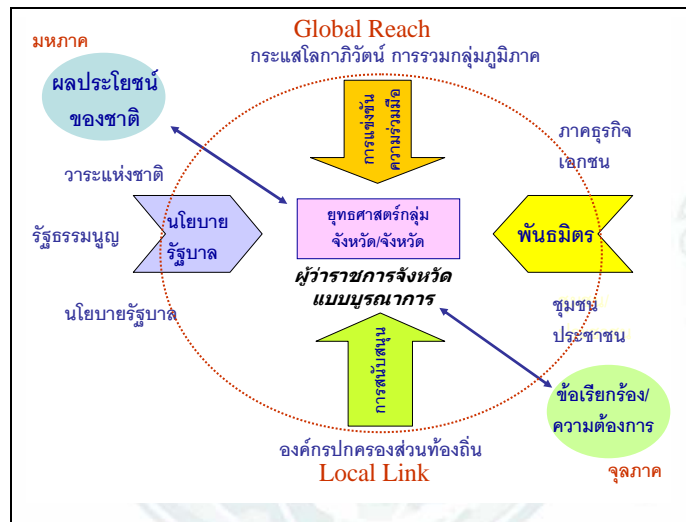 Global Reach
มหภาค
กระแสโลกาภิวัตน์ การรวมกลุ่มภูมิภาค
ผลประโยชน์
ของชาติ
การแข่งขัน
ความร่วมมือ
ภาคธุรกิจ
เอกชน
วาระแห่งชาติ
นโยบาย
รัฐบาล
รัฐธรรมนูญ
ยุทธศาสตร์กลุ่ม
จังหวัด/จังหวัด
พันธมิตร
ผู้ว่าราชการจังหวัด
แบบบูรณาการ
นโยบายรัฐบาล
ชุมชน
ประชาชน
การสนับสนุน
ข้อเรียกร้อง/
ความต้องการ
องค์กรปกครองส่วนท้องถิ่น
Local Link
จุลภาค